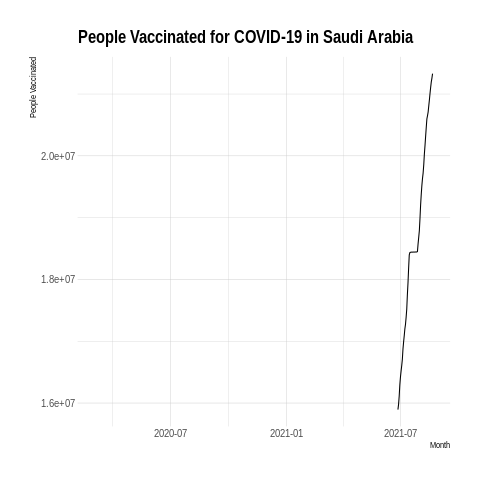 People Vaccinated for COVID-19 in Saudi Arabia
People Vaccinated
2.0e+07
1.8e+07
1.6e+07
2020-07
2021-01
2021-07
Month